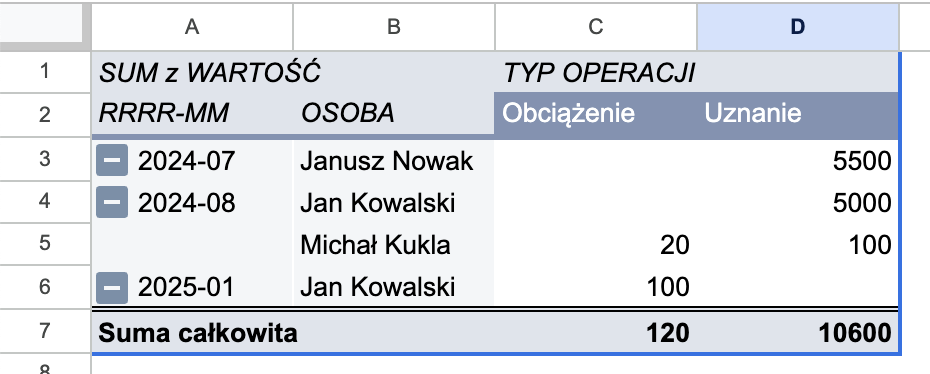 A B C D
1 SUM z WARTOŚĆ TYP OPERACJI
2 RRRR-MM OSOBA Obciążenie Uznanie
3 2024-07 Janusz Nowak 5500
4 2024-08 Jan Kowalski 5000
5 Michał Kukla 20 100
6 2025-01 Jan Kowalski 100
7 Suma całkowita 120 10600
8